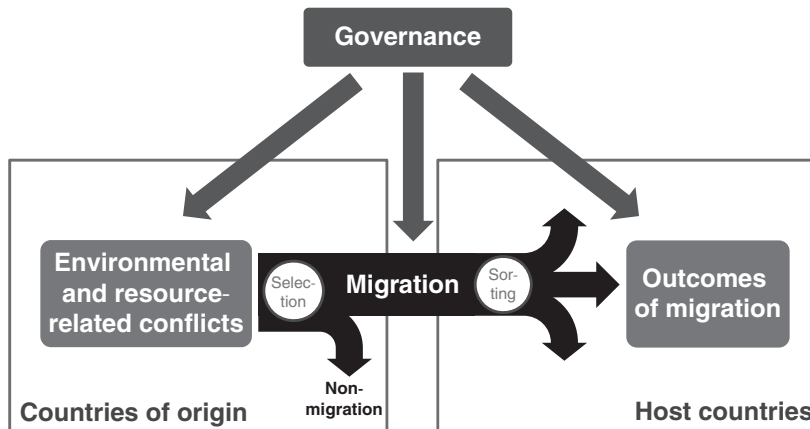 Governance
Environmental
and resource-
related conflicts
Selec-
tion
Migration
Sor-
ting
Outcomes
of migration
Non-
migration
Countries of origin
Host countries